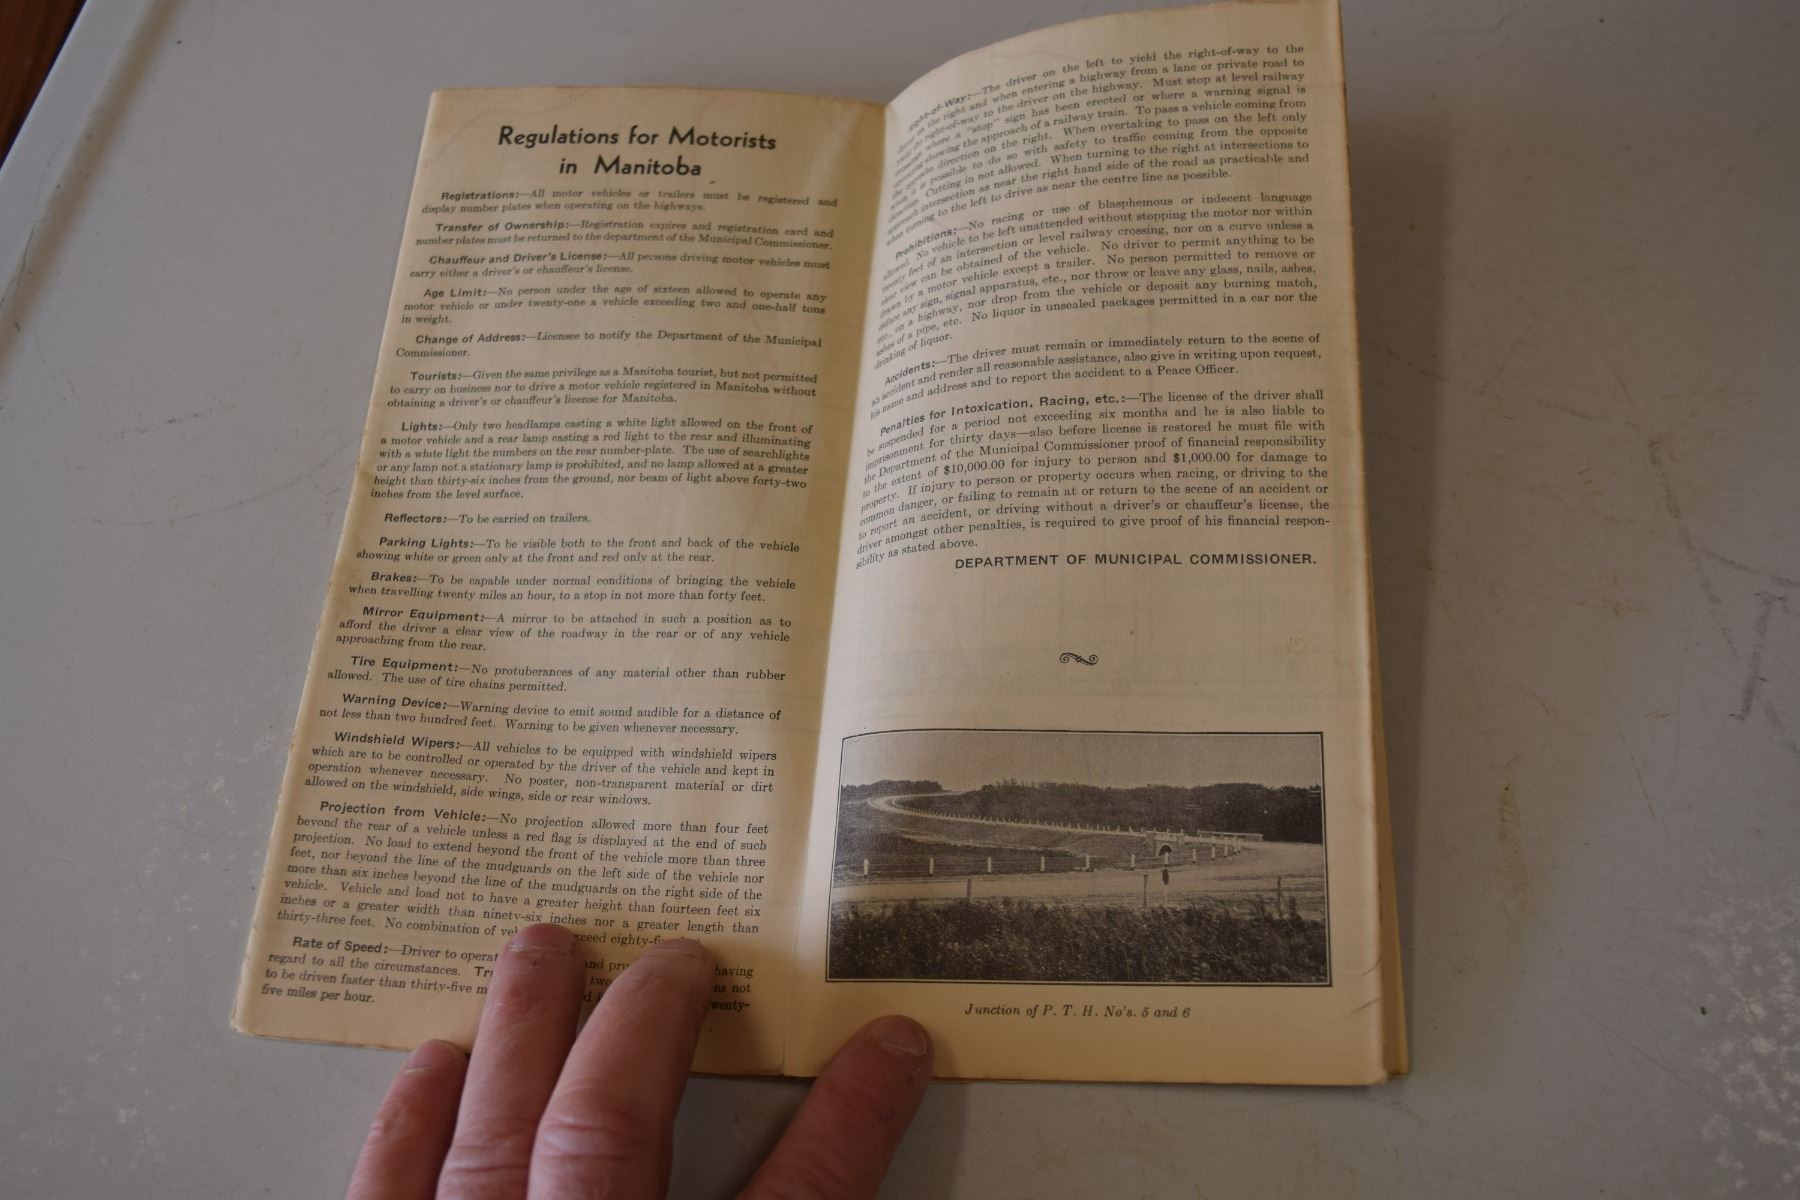 Regulations for Motorists
in Manitoba
Registrations:—All motor vehicles or trailers must be registered and
display number plates when operating on the highways.
Transfer of Ownership:—Registration expires and registration card and
number plates must be returned to the department of the Municipal Commissioner.
Chauffeur and Driver's License:—All persons driving motor vehicles must
carry either a driver's or chauffeur's license.
Age Limit:—No person under the age of sixteen allowed to operate any
motor vehicle or under twenty-one a vehicle exceeding two and one-half tons
in weight.
Change of Address:—Licensee to notify the Department of the Municipal
Commissioner.
Tourists:—Given the same privilege as a Manitoba tourist, but not permitted
to carry on business nor to drive a motor vehicle registered in Manitoba without
obtaining a driver's or chauffeur's license for Manitoba.
Lights:—Only two headlamps casting a white light allowed on the front of
a motor vehicle and a rear lamp casting a red light to the rear and illuminating
with a white light the numbers on the rear number-plate. The use of searchlights
or any lamp not a stationary lamp is prohibited, and no lamp allowed at a greater
height than thirty-six inches from the ground, nor beam of light above forty-two
inches from the level surface.
Reflectors:—To be carried on trailers.
Parking Lights:—To be visible both to the front and back of the vehicle
showing white or green only at the front and red only at the rear.
Brakes:—To be capable under normal conditions of bringing the vehicle
when travelling twenty miles an hour, to a stop in not more than forty feet.
Mirror Equipment:—A mirror to be attached in such a position as to
afford the driver a clear view of the roadway in the rear or of any vehicle
approaching from the rear.
Tire Equipment:—No protuberances of any material other than rubber
allowed. The use of tire chains permitted.
Warning Device:—Warning device to emit sound audible for a distance of
not less than two hundred feet. Warning to be given whenever necessary.
Windshield Wipers:—All vehicles to be equipped with windshield wipers
which are to be controlled or operated by the driver of the vehicle and kept in
operation whenever necessary. No poster, non-transparent material or dirt
allowed on the windshield, side wings, side or rear windows.
Projection from Vehicle:—No projection allowed more than four feet
beyond the rear of a vehicle unless a red flag is displayed at the end of such
projection. No load to extend beyond the front of the vehicle more than three
feet, nor beyond the line of the mudguards on the left side of the vehicle nor
more than six inches beyond the line of the mudguards on the right side of the
vehicle. Vehicle and load not to have a greater height than fourteen feet six
inches or a greater width than ninety-six inches nor a greater length than
thirty-three feet. No combination of
Rate of Speed:—Driver to having
regard to all the circumstances. not
to be driven faster than thirty-five twenty-
five miles per hour.
Right-of-Way:—The driver on the left to yield the right-of-way to the
on the right and when entering a highway from a lane or private road to
right-of-way to the driver on the highway. Must stop at level railway
where a "stop" sign has been erected or where a warning signal is
showing the approach of a railway train. To pass a vehicle coming from
the opposite direction on the right. When overtaking to pass on the left only
when it is possible to do so with safety to traffic coming from the opposite
direction. Cutting in not allowed. When turning to the right at intersections to
approach intersection as near the right hand side of the road as practicable and
when turning to the left to drive as near the centre line as possible.
Prohibitions:—No racing or use of blasphemous or indecent language
allowed. No vehicle to be left unattended without stopping the motor nor within
twenty feet of an intersection or level railway crossing, nor on a curve unless a
clear view can be obtained of the vehicle. No driver to permit anything to be
drawn by a motor vehicle except a trailer. No person permitted to remove or
deface any sign, signal apparatus, etc., nor throw or leave any glass, nails, ashes,
etc., on a highway, nor drop from the vehicle or deposit any burning match,
ashes of a pipe, etc. No liquor in unsealed packages permitted in a car nor the
drinking of liquor.
Accidents:—The driver must remain or immediately return to the scene of
an accident and render all reasonable assistance, also give in writing upon request,
his name and address and to report the accident to a Peace Officer.
Penalties for Intoxication, Racing, etc.:—The license of the driver shall
be suspended for a period not exceeding six months and he is also liable to
imprisonment for thirty days—also before license is restored he must file with
the Department of the Municipal Commissioner proof of financial responsibility
to the extent of $10,000.00 for injury to person and $1,000.00 for damage to
property. If injury to person or property occurs when racing, or driving to the
common danger, or failing to remain at or return to the scene of an accident or
to report an accident, or driving without a driver's or chauffeur's license, the
driver amongst other penalties, is required to give proof of his financial respon-
sibility as stated above.
DEPARTMENT OF MUNICIPAL COMMISSIONER.
Junction of P. T. H. No's. 5 and 6